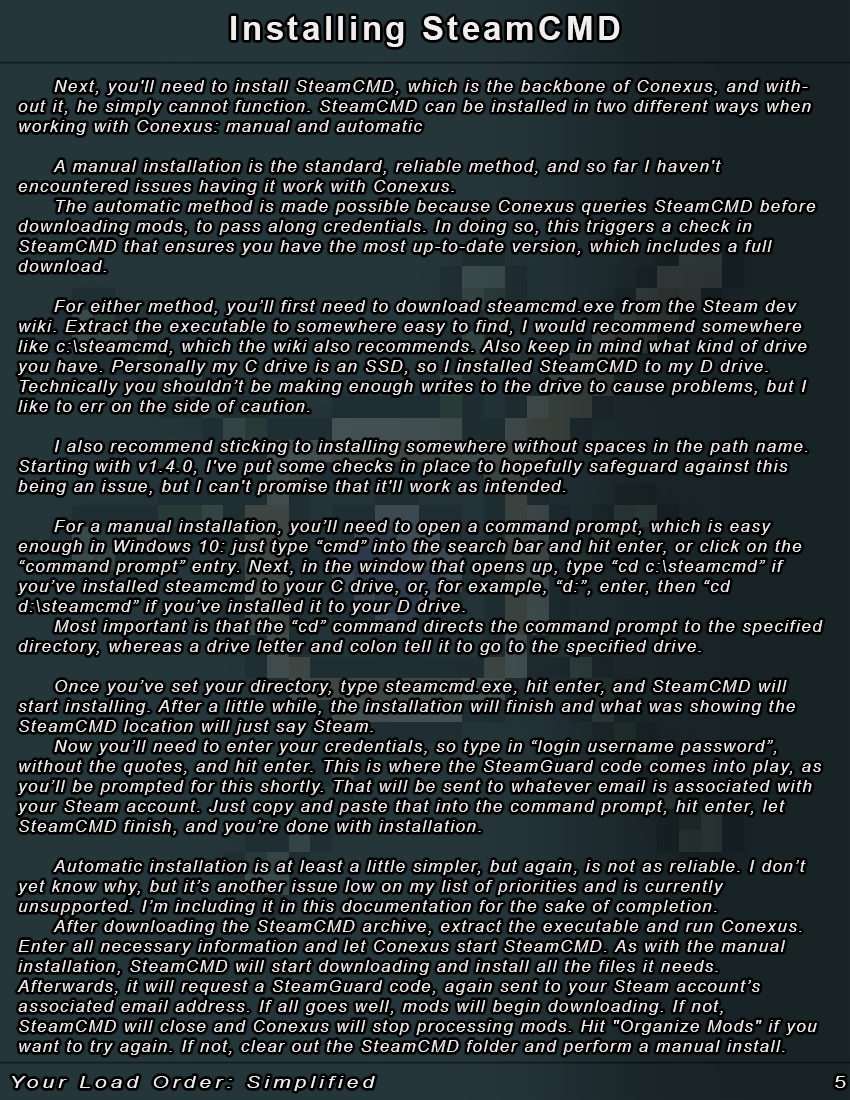 Installing SteamCMD
Next, you'll need to install SteamCMD, which is the backbone of Conexus, and with-
out it, he simply cannot function. SteamCMD can be installed in two different ways when
working with Conexus: manual and automatic
A manual installation is the standard, reliable method, and so far I haven't
encountered issues having it work with Conexus.
The automatic method is made possible because Conexus queries SteamCMD before
downloading mods, to pass along credentials. In doing so, this triggers a check in
SteamCMD that ensures you have the most up-to-date version, which includes a full
download.
For either method, you’ll first need to download steamcmd.exe from the Steam dev
wiki. Extract the executable to somewhere easy to find, I would recommend somewhere
like c:\steamcmd, which the wiki also recommends. Also keep in mind what kind of drive
you have. Personally my C drive is an SSD, so I installed SteamCMD to my D drive.
Technically you shouldn’t be making enough writes to the drive to cause problems, but I
like to err on the side of caution.
I also recommend sticking to installing somewhere without spaces in the path name.
Starting with v1.4.0, I've put some checks in place to hopefully safeguard against this
being an issue, but I can't promise that it'll work as intended.
For a manual installation, you’ll need to open a command prompt, which is easy
enough in Windows 10: just type “cmd” into the search bar and hit enter, or click on the
“command prompt” entry. Next, in the window that opens up, type “cd c:\steamcmd” if
you’ve installed steamcmd to your C drive, or, for example, “d:”, enter, then “cd
d:\steamcmd” if you’ve installed it to your D drive.
Most important is that the “cd” command directs the command prompt to the specified
directory, whereas a drive letter and colon tell it to go to the specified drive.
Once you’ve set your directory, type steamcmd.exe, hit enter, and SteamCMD will
start installing. After a little while, the installation will finish and what was showing the
SteamCMD location will just say Steam.
Now you’ll need to enter your credentials, so type in “login username password”,
without the quotes, and hit enter. This is where the SteamGuard code comes into play, as
you’ll be prompted for this shortly. That will be sent to whatever email is associated with
your Steam account. Just copy and paste that into the command prompt, hit enter, let
SteamCMD finish, and you’re done with installation.
Automatic installation is at least a little simpler, but again, is not as reliable. I don’t
yet know why, but it’s another issue low on my list of priorities and is currently
unsupported. I’m including it in this documentation for the sake of completion.
After downloading the SteamCMD archive, extract the executable and run Conexus.
Enter all necessary information and let Conexus start SteamCMD. As with the manual
installation, SteamCMD will start downloading and install all the files it needs.
Afterwards, it will request a SteamGuard code, again sent to your Steam account’s
associated email address. If all goes well, mods will begin downloading. If not,
SteamCMD will close and Conexus will stop processing mods. Hit "Organize Mods" if you
want to try again. If not, clear out the SteamCMD folder and perform a manual install.
Your Load Order: Simplified
5